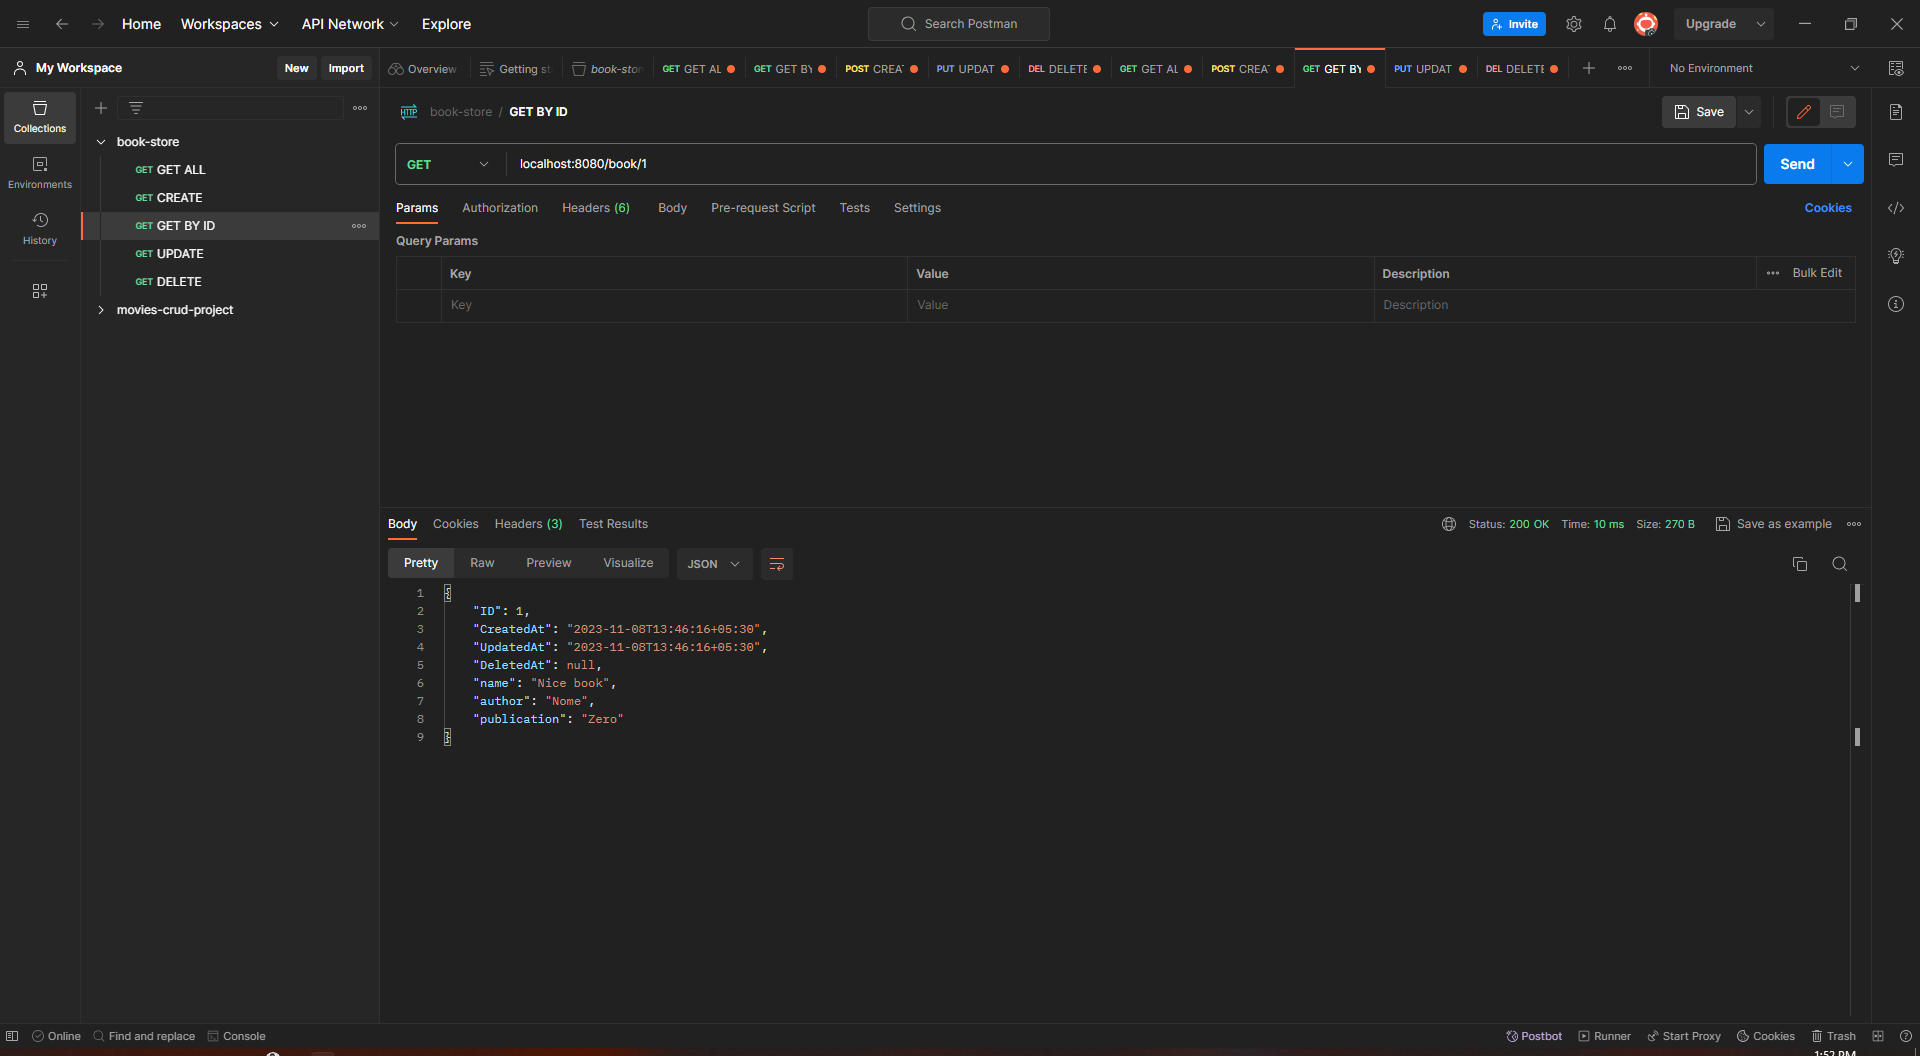 Home Workspaces API Network Explore Search Postman Invite Upgrade
My Workspace New Import Overview Getting st book-stor GET GET AL GET GET BY POST CREAT PUT UPDAT DEL DELETE GET GET AL POST CREAT GET GET BY PUT UPDAT DEL DELETE No Environment
Collections
Environments
History
book-store
GET GET ALL
GET CREATE
GET GET BY ID
GET UPDATE
GET DELETE
movies-crud-project
HTTP book-store / GET BY ID Save
GET localhost:8080/book/1 Send
Params Authorization Headers (6) Body Pre-request Script Tests Settings Cookies
Query Params
Key Value Description Bulk Edit
Key Value Description
Body Cookies Headers (3) Test Results Status: 200 OK Time: 10 ms Size: 270 B Save as example
Pretty Raw Preview Visualize JSON
1 {
2 "ID": 1,
3 "CreatedAt": "2023-11-08T13:46:16+05:30",
4 "UpdatedAt": "2023-11-08T13:46:16+05:30",
5 "DeletedAt": null,
6 "name": "Nice book",
7 "author": "Nome",
8 "publication": "Zero"
9 }
Online Find and replace Console Postbot Runner Start Proxy Cookies Trash
1:52 PM